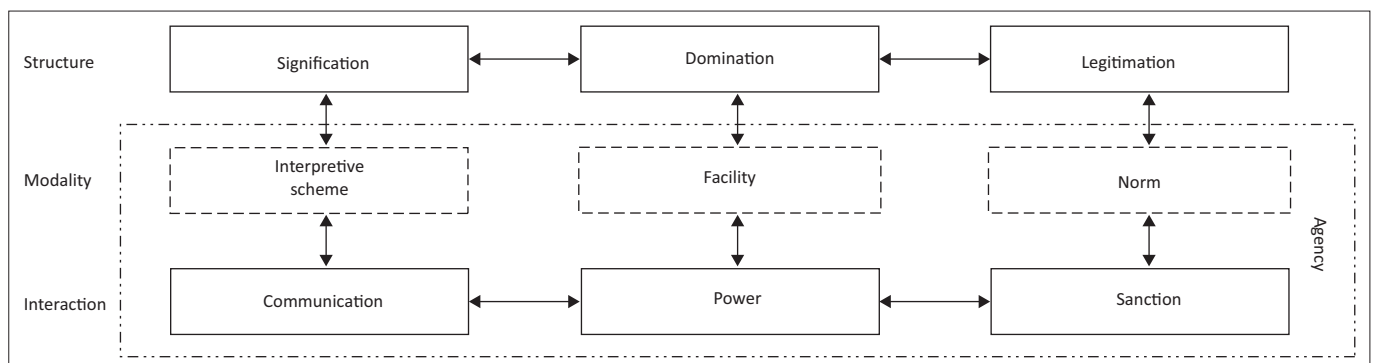 Structure
Signification
Domination
Legitimation
Modality
Interpretive
scheme
Facility
Norm
Agency
Interaction
Communication
Power
Sanction